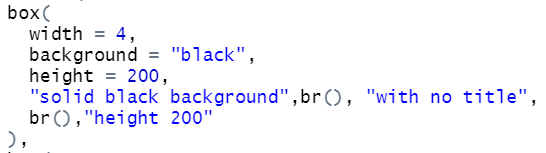 box(
  width = 4,
  background = "black",
  height = 200,
  "solid black background",br(), "with no title",
  br(),"height 200"
),